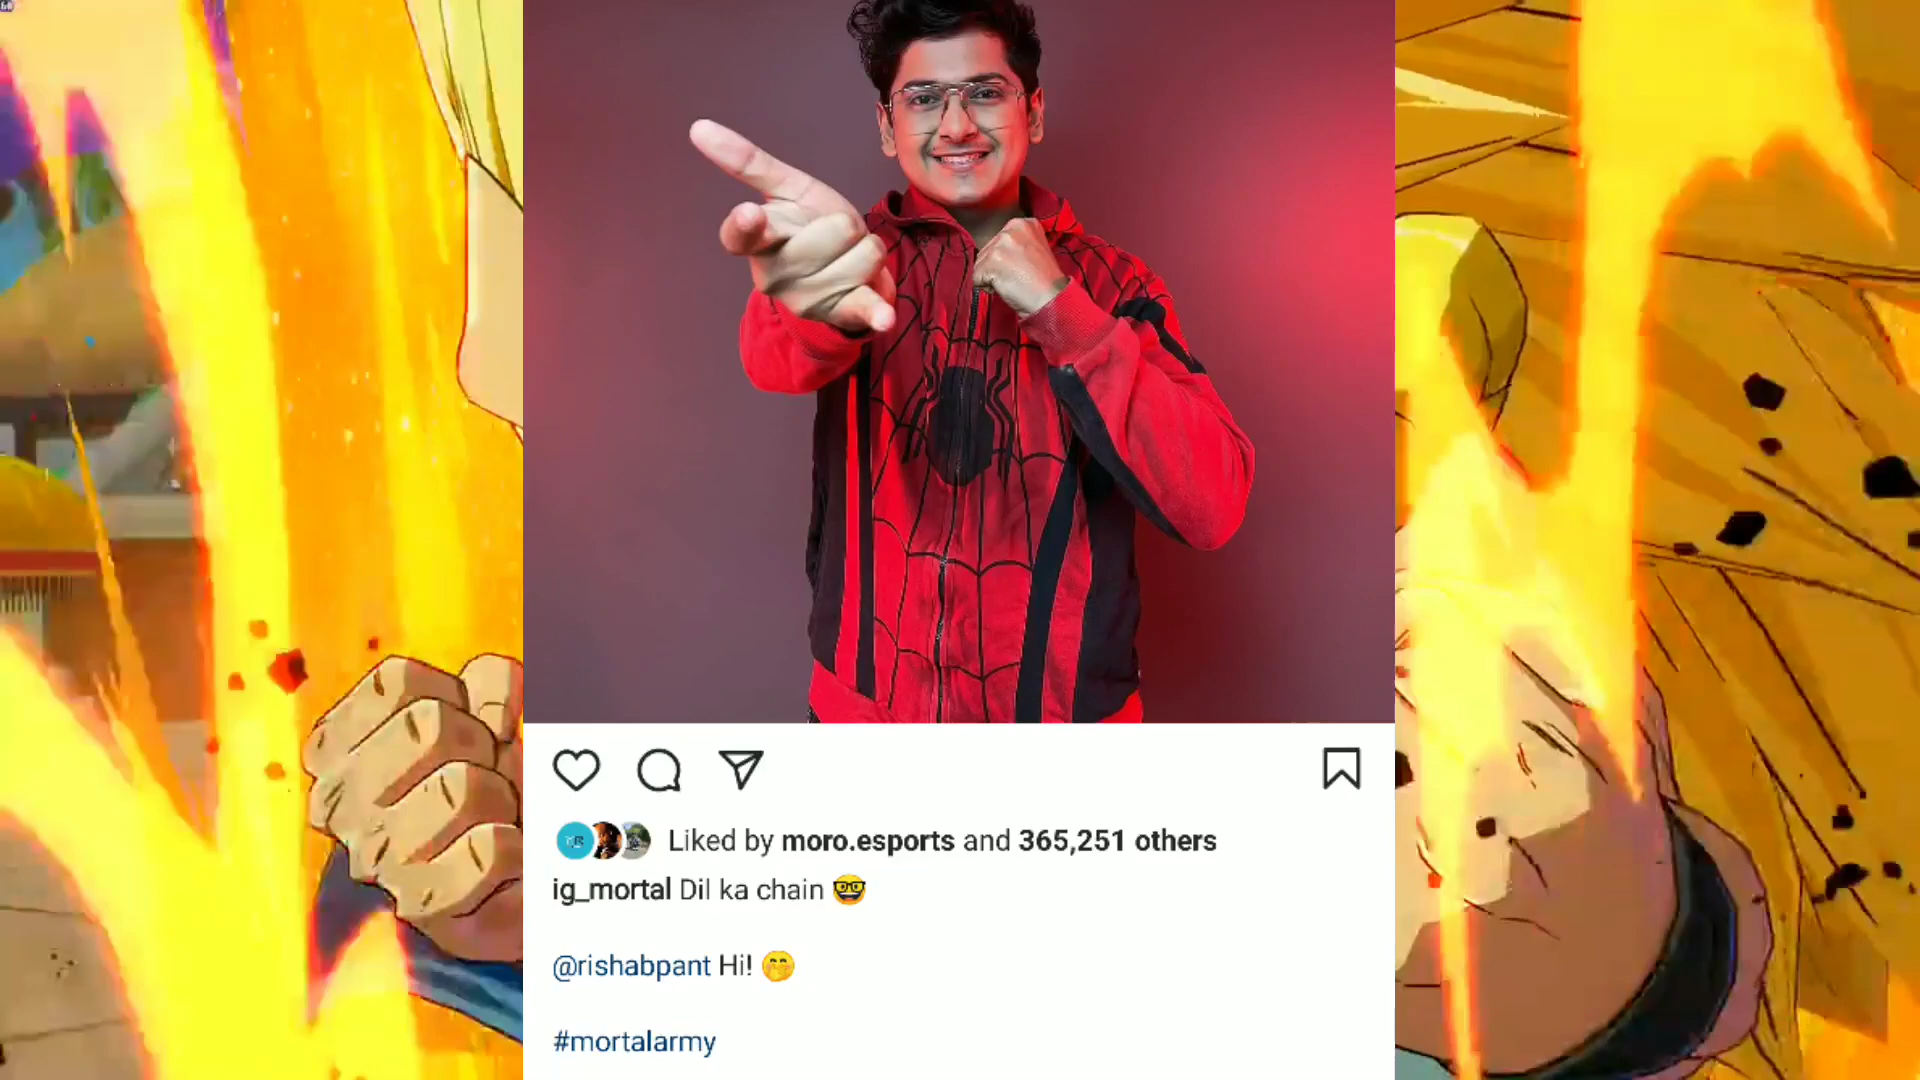 Liked by moro.esports and 365,251 others
ig_mortal Dil ka chain 🤓
@rishabpant Hi! 🤭
#mortalarmy